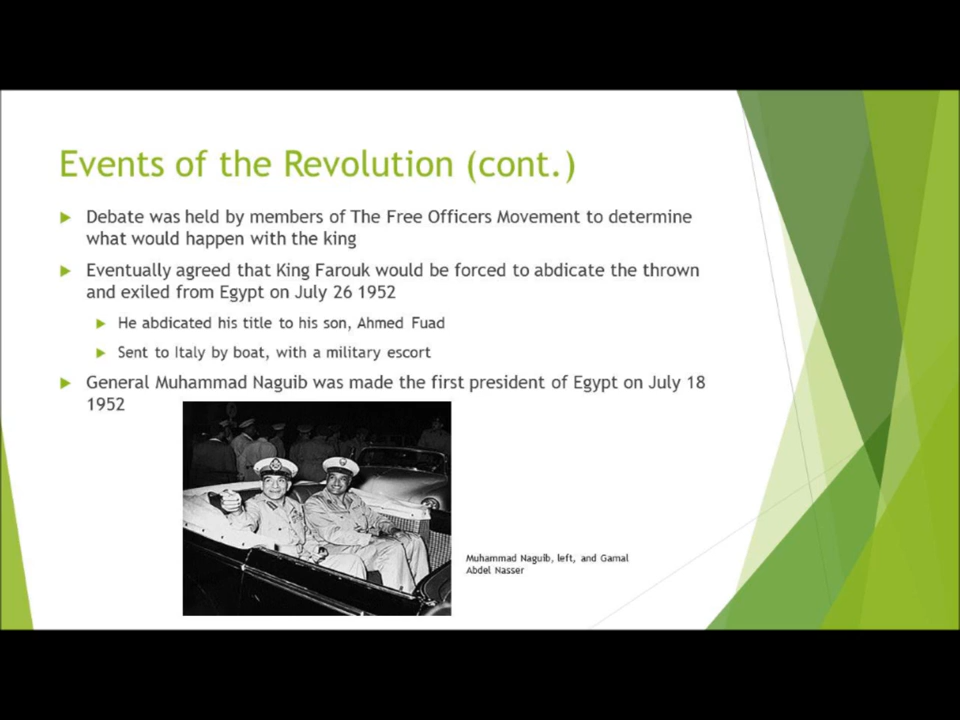 Events of the Revolution (cont.)
Debate was held by members of The Free Officers Movement to determine
what would happen with the king
Eventually agreed that King Farouk would be forced to abdicate the thrown
and exiled from Egypt on July 26 1952
He abdicated his title to his son, Ahmed Fuad
Sent to Italy by boat, with a military escort
General Muhammad Naguib was made the first president of Egypt on July 18
1952
Muhammad Naguib, left, and Gamal
Abdel Nasser